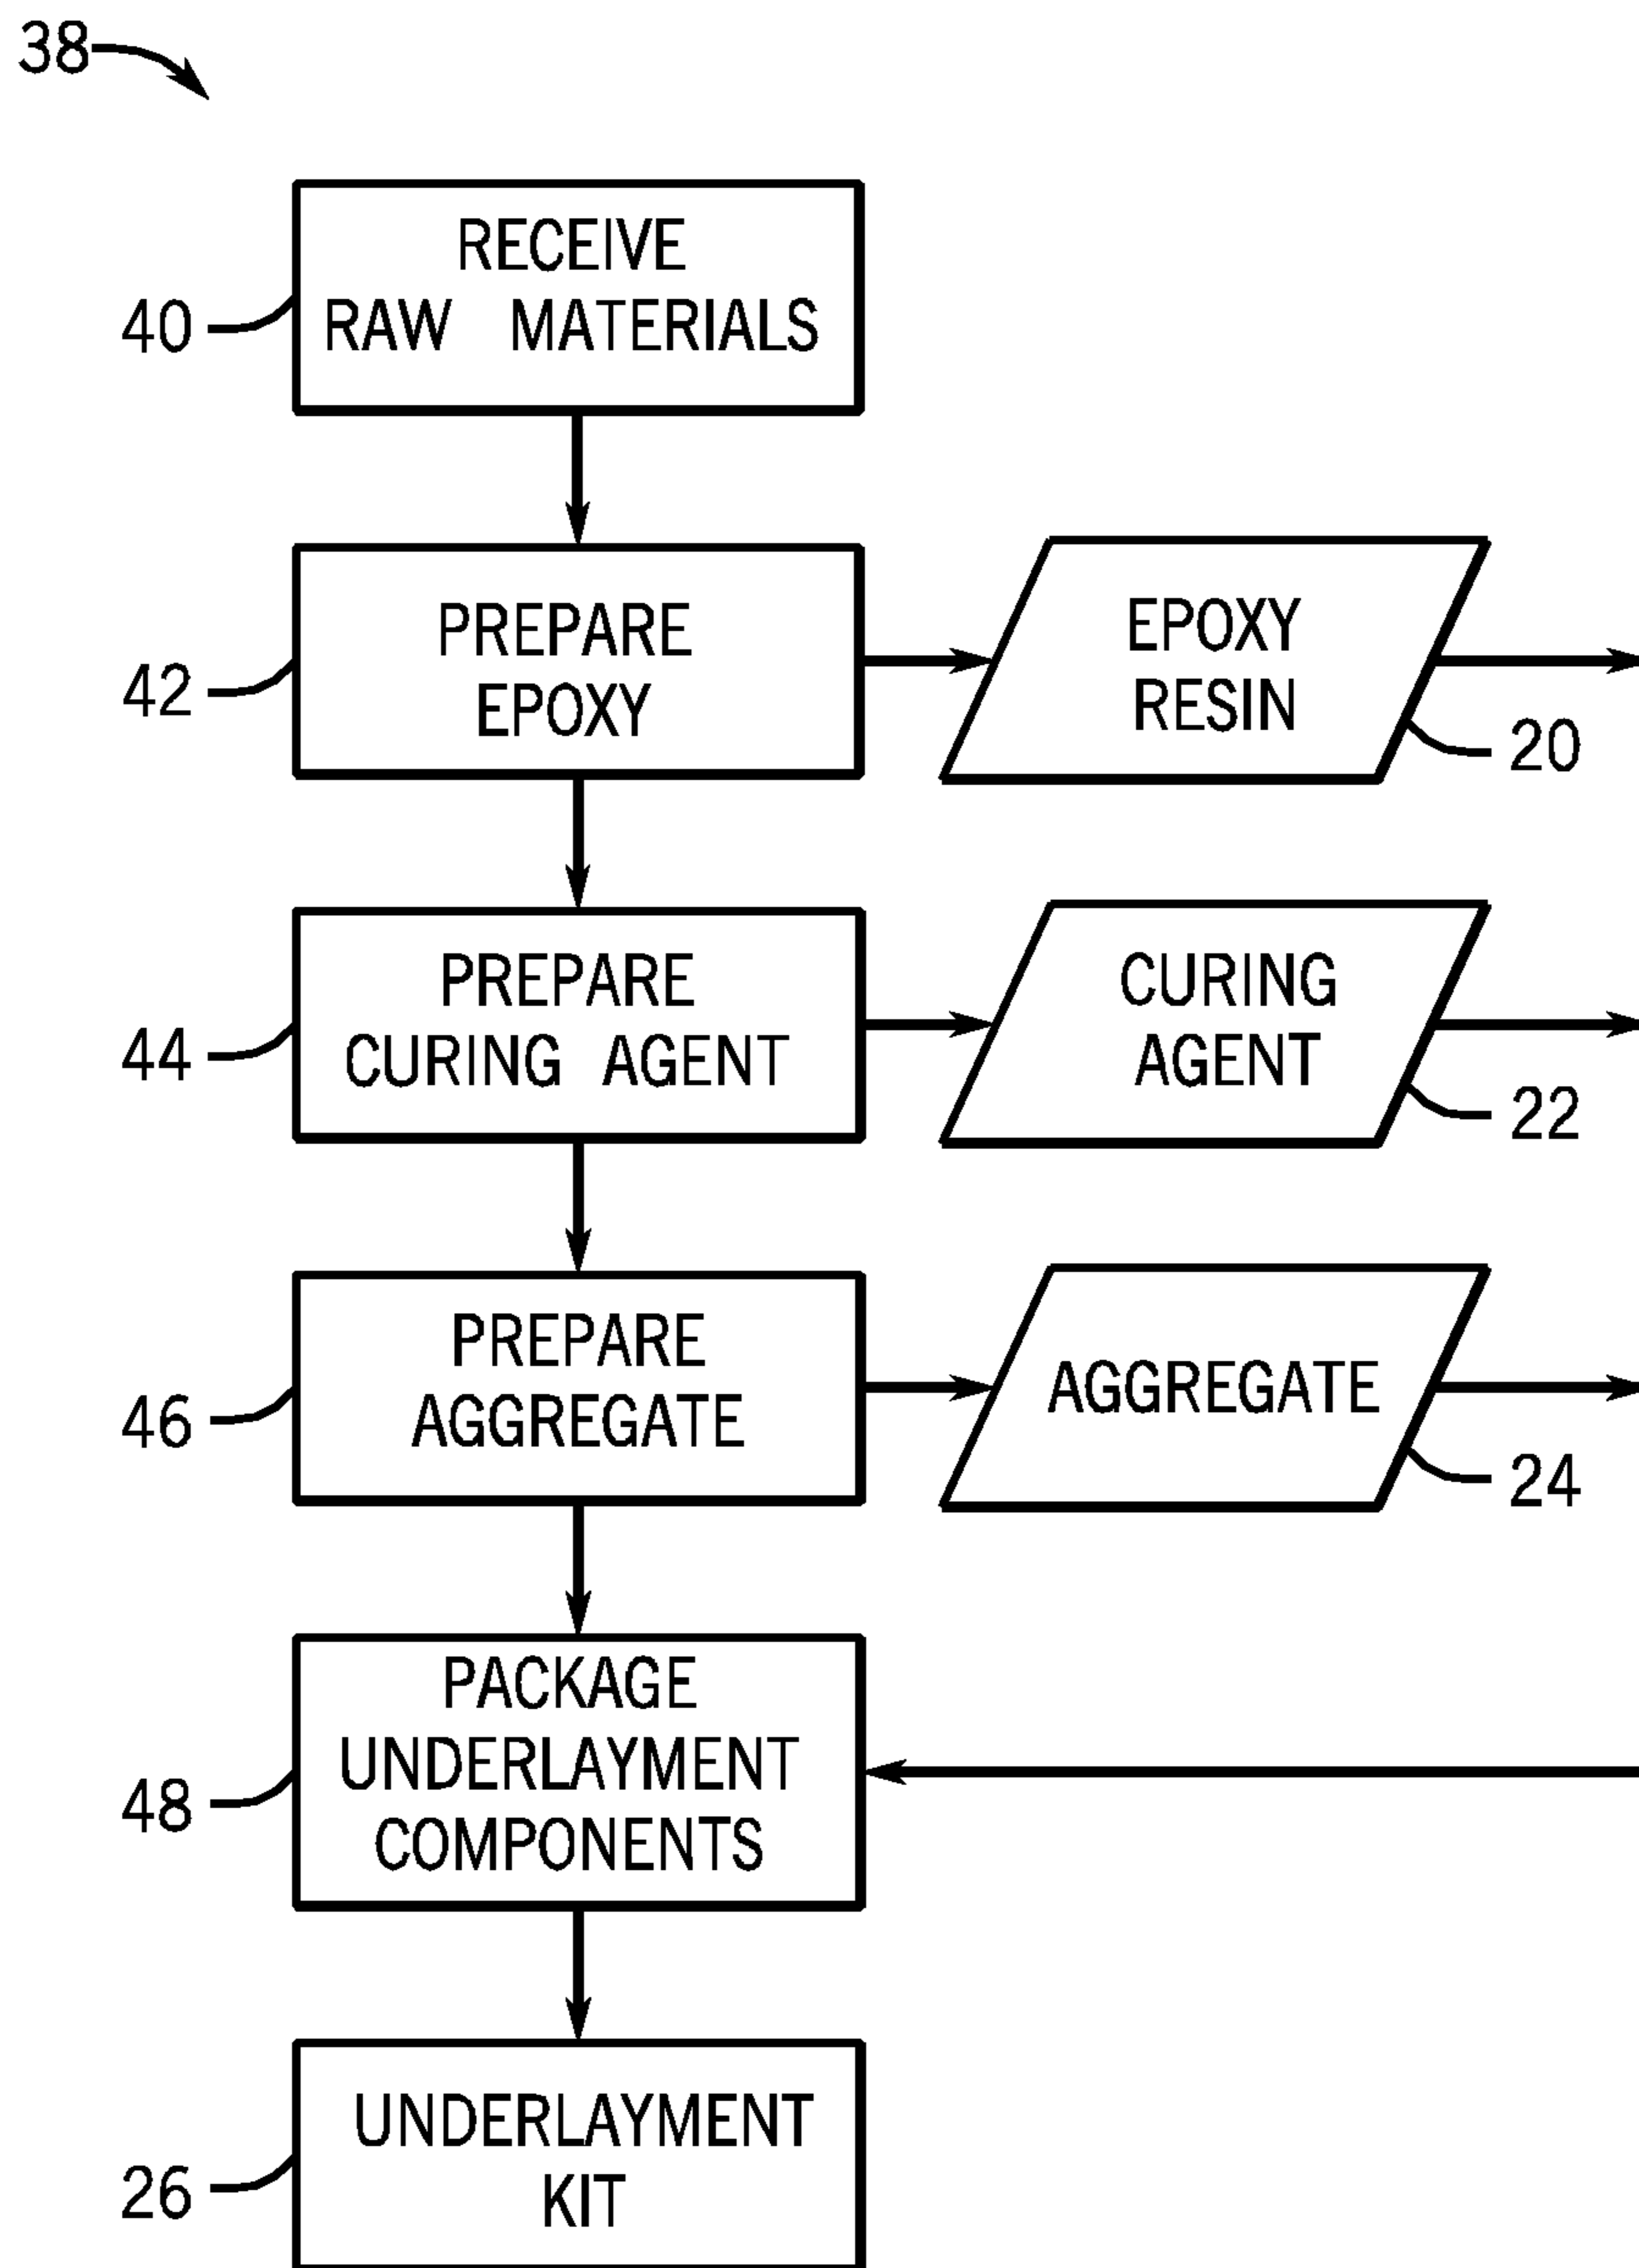 38
RECEIVE
RAW MATERIALS
40
PREPARE
EPOXY
42
EPOXY
RESIN
20
PREPARE
CURING AGENT
44
CURING
AGENT
22
PREPARE
AGGREGATE
46
AGGREGATE
24
PACKAGE
UNDERLAYMENT
COMPONENTS
48
UNDERLAYMENT
KIT
26